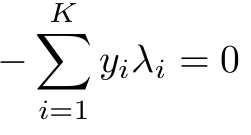 $-\sum_{i=1}^{K} y_i \lambda_i = 0$